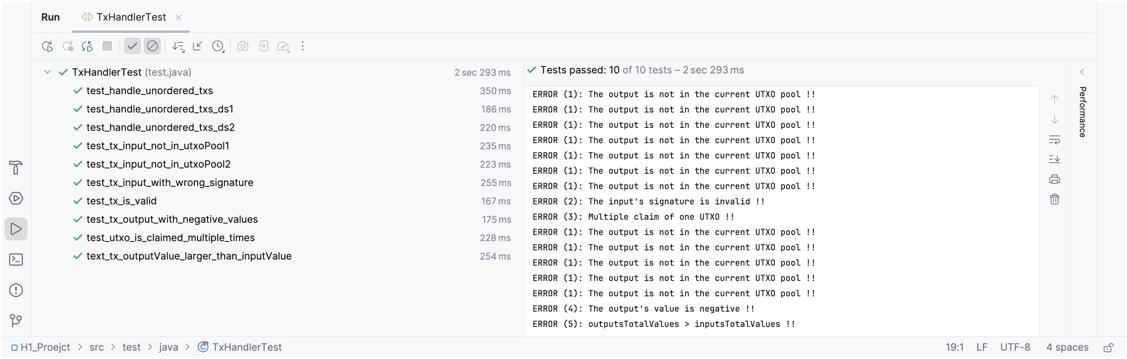 Run TxHandlerTest
TxHandlerTest (test.java) 2 sec 293 ms
test_handle_unordered_txs 350 ms
test_handle_unordered_txs_ds1 186 ms
test_handle_unordered_txs_ds2 220 ms
test_tx_input_not_in_utxoPool1 235 ms
test_tx_input_not_in_utxoPool2 223 ms
test_tx_input_with_wrong_signature 255 ms
test_tx_is_valid 167 ms
test_tx_output_with_negative_values 175 ms
test_utxo_is_claimed_multiple_times 228 ms
text_tx_outputValue_larger_than_inputValue 254 ms
Tests passed: 10 of 10 tests – 2 sec 293 ms
ERROR (1): The output is not in the current UTXO pool !!
ERROR (1): The output is not in the current UTXO pool !!
ERROR (1): The output is not in the current UTXO pool !!
ERROR (1): The output is not in the current UTXO pool !!
ERROR (1): The output is not in the current UTXO pool !!
ERROR (1): The output is not in the current UTXO pool !!
ERROR (1): The output is not in the current UTXO pool !!
ERROR (2): The input's signature is invalid !!
ERROR (3): Multiple claim of one UTXO !!
ERROR (1): The output is not in the current UTXO pool !!
ERROR (1): The output is not in the current UTXO pool !!
ERROR (1): The output is not in the current UTXO pool !!
ERROR (1): The output is not in the current UTXO pool !!
ERROR (1): The output is not in the current UTXO pool !!
ERROR (4): The output's value is negative !!
ERROR (5): outputsTotalValues > inputsTotalValues !!
Performance
H1_Proejct > src > test > java > TxHandlerTest 19:1 LF UTF-8 4 spaces